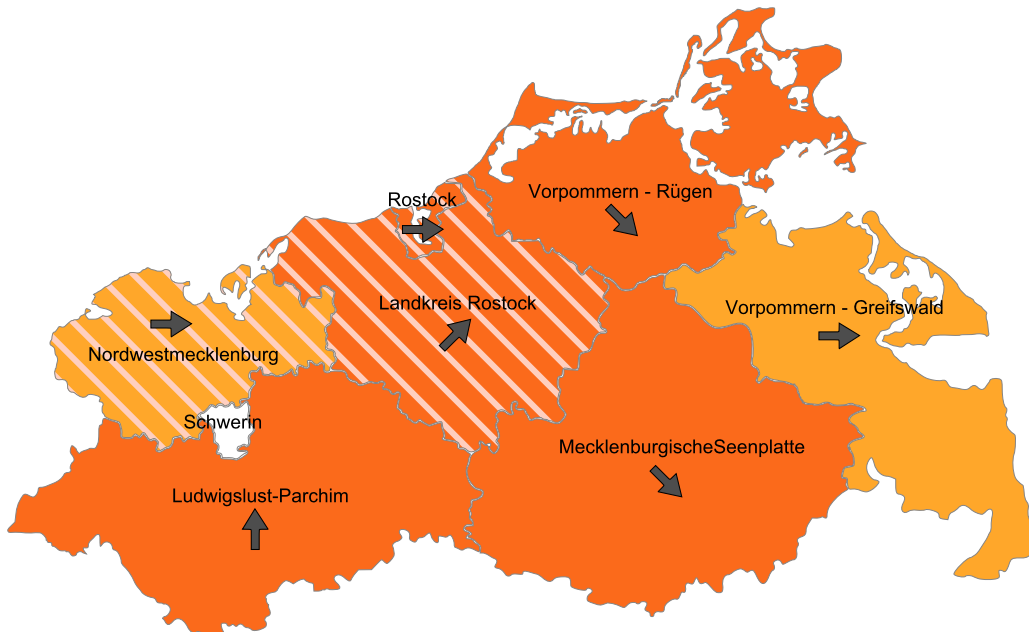 Vorpommern - Rügen
Rostock
Landkreis Rostock
Vorpommern - Greifswald
Nordwestmecklenburg
Schwerin
MecklenburgischeSeenplatte
Ludwigslust-Parchim